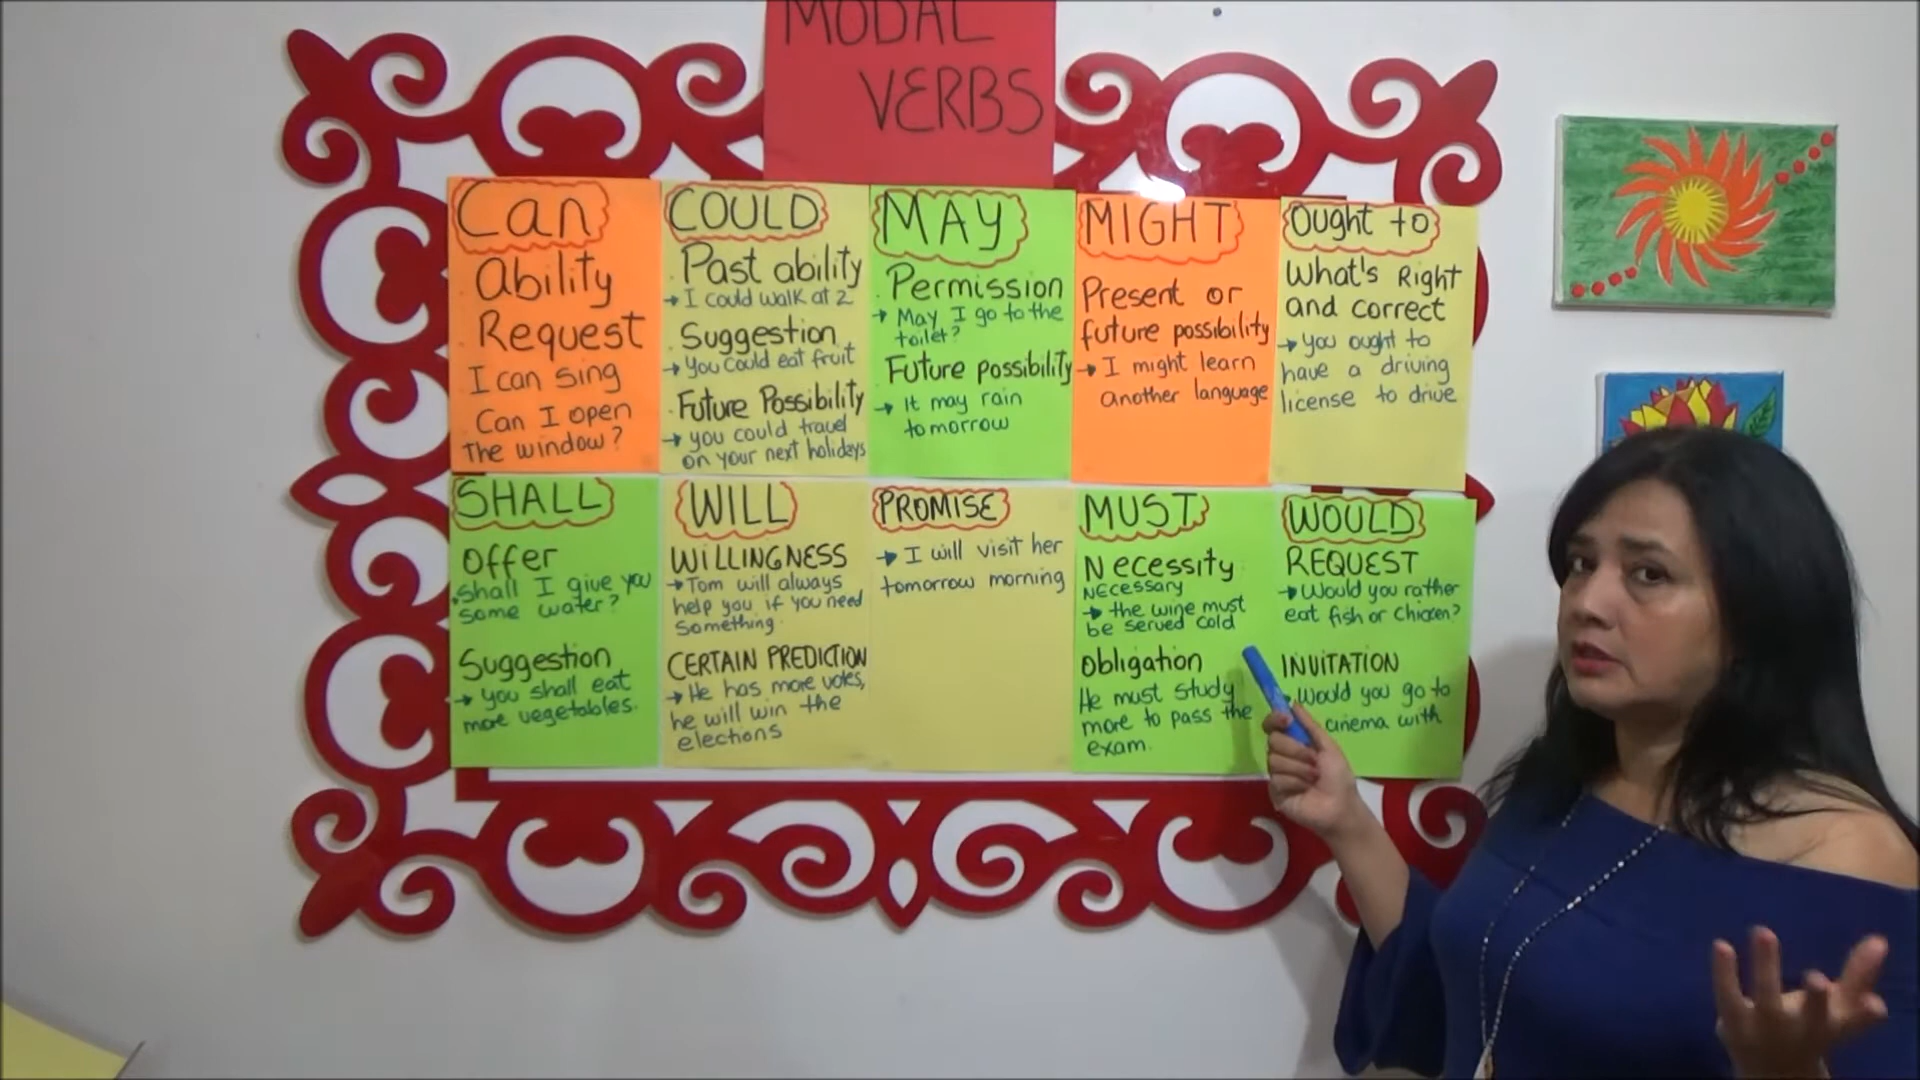 MODAL
VERBS
Can
Ability
Request
I can sing
Can I open
the window?
COULD
Past ability
I could walk at 2
Suggestion
You could eat fruit
Future Possibility
you could travel
on your next holidays
MAY
Permission
May I go to the
toilet?
Future possibility
It may rain
tomorrow
MIGHT
Present or
future possibility
I might learn
another language
Ought to
What's Right
and correct
you ought to
have a driving
license to drive
SHALL
Offer
Shall I give you
some water?
Suggestion
you shall eat
more vegetables.
WILL
WILLINGNESS
Tom will always
help you if you need
something.
CERTAIN PREDICTION
He has more votes,
he will win the
elections
PROMISE
I will visit her
tomorrow morning
MUST
Necessity
Necessary
the wine must
be served cold
Obligation
He must study
more to pass the
exam.
WOULD
REQUEST
Would you rather
eat fish or chicken?
INVITATION
Would you go to
cinema with